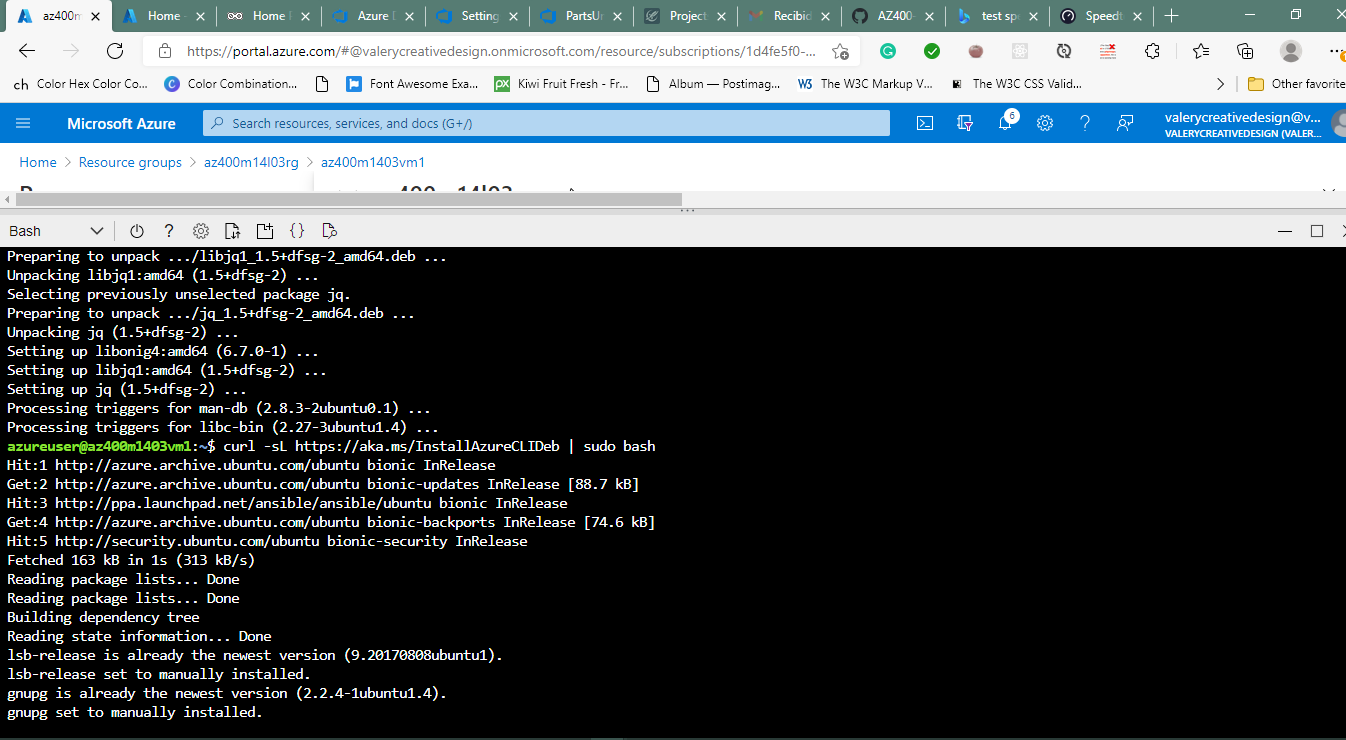 az400m
Home -
Home
Azure D
Setting
PartsUn
Project
Recibid
AZ400-
test spe
Speedt
https://portal.azure.com/#@valerycreativedesign.onmicrosoft.com/resource/subscriptions/1d4fe5f0-...
ch Color Hex Color Co...
C Color Combination...
Font Awesome Exa...
px Kiwi Fruit Fresh - Fr...
Album — Postimag...
W3 The W3C Markup V...
The W3C CSS Valid...
Other favorite
Microsoft Azure
Search resources, services, and docs (G+/)
6
valerycreativedesign@v...
VALERYCREATIVEDESIGN (VALER...
Home > Resource groups > az400m14l03rg > az400m1403vm1
Bash
Preparing to unpack .../libjq1_1.5+dfsg-2_amd64.deb ...
Unpacking libjq1:amd64 (1.5+dfsg-2) ...
Selecting previously unselected package jq.
Preparing to unpack .../jq_1.5+dfsg-2_amd64.deb ...
Unpacking jq (1.5+dfsg-2) ...
Setting up libonig4:amd64 (6.7.0-1) ...
Setting up libjq1:amd64 (1.5+dfsg-2) ...
Setting up jq (1.5+dfsg-2) ...
Processing triggers for man-db (2.8.3-2ubuntu0.1) ...
Processing triggers for libc-bin (2.27-3ubuntu1.4) ...
azureuser@az400m1403vm1:~$ curl -sL https://aka.ms/InstallAzureCLIDeb | sudo bash
Hit:1 http://azure.archive.ubuntu.com/ubuntu bionic InRelease
Get:2 http://azure.archive.ubuntu.com/ubuntu bionic-updates InRelease [88.7 kB]
Hit:3 http://ppa.launchpad.net/ansible/ansible/ubuntu bionic InRelease
Get:4 http://azure.archive.ubuntu.com/ubuntu bionic-backports InRelease [74.6 kB]
Hit:5 http://security.ubuntu.com/ubuntu bionic-security InRelease
Fetched 163 kB in 1s (313 kB/s)
Reading package lists... Done
Reading package lists... Done
Building dependency tree
Reading state information... Done
lsb-release is already the newest version (9.20170808ubuntu1).
lsb-release set to manually installed.
gnupg is already the newest version (2.2.4-1ubuntu1.4).
gnupg set to manually installed.